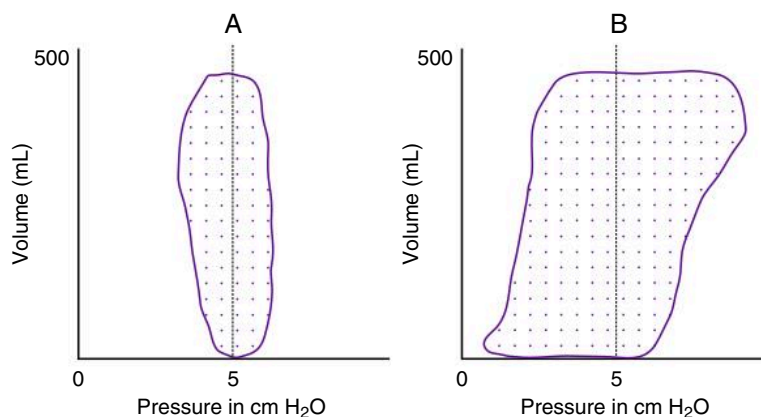 A
500
Volume (mL)
0
5
Pressure in cm H₂O
B
500
Volume (mL)
0
5
Pressure in cm H₂O